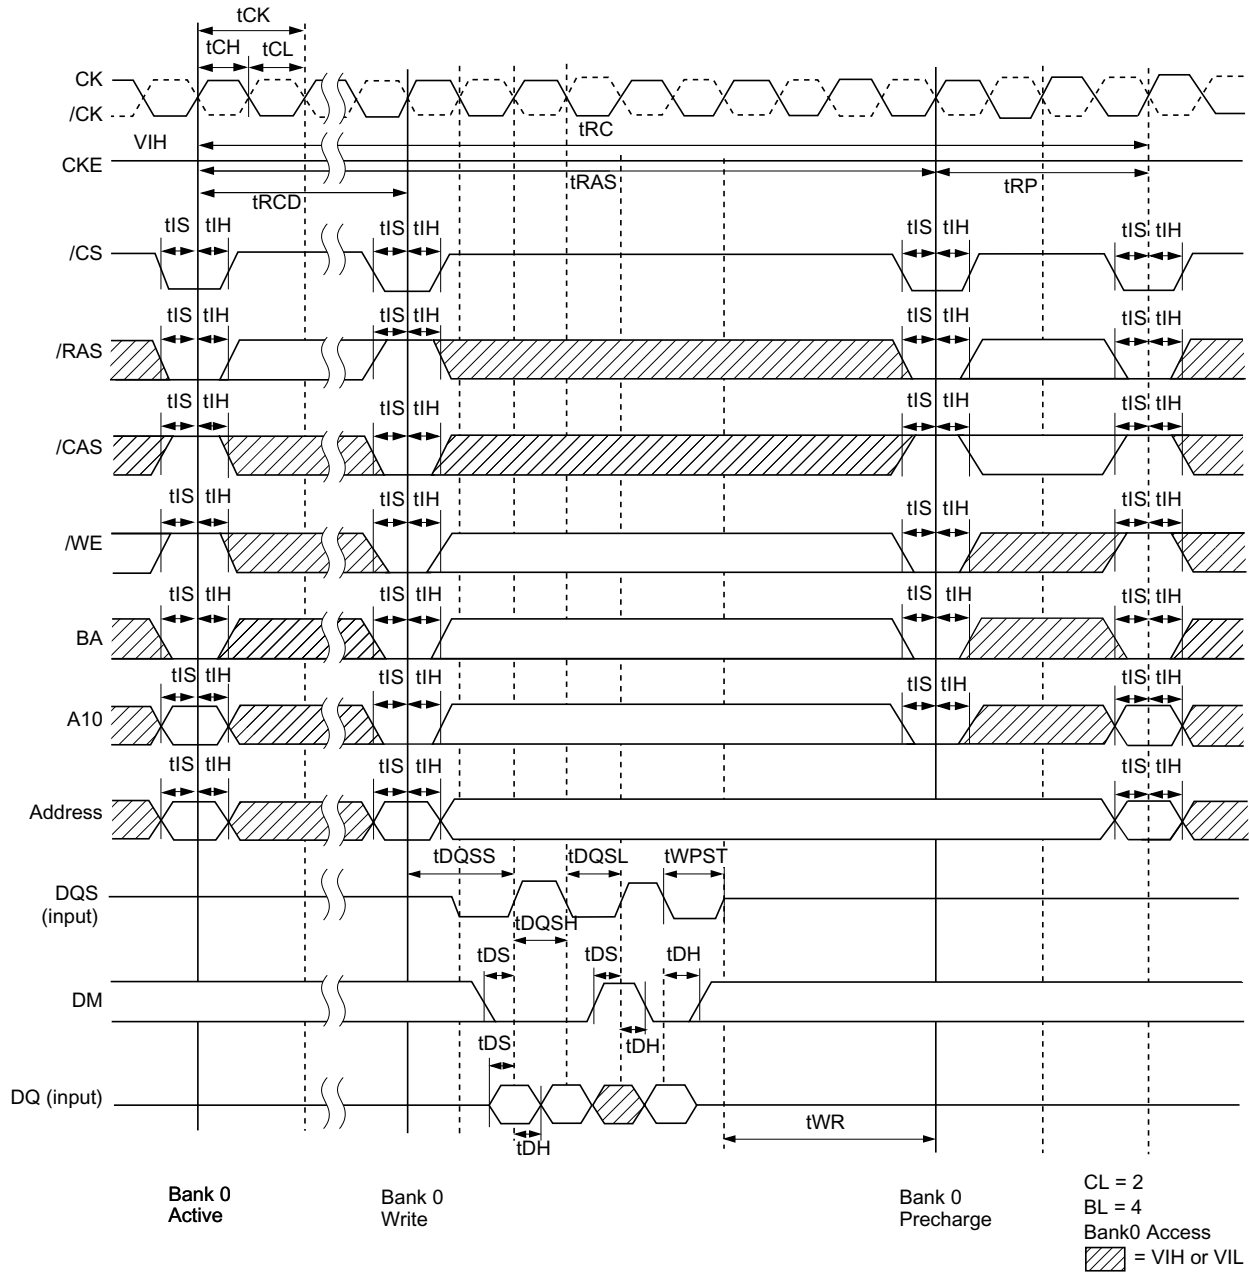 tCK
tCH tCL
CK
/CK
tRC
VIH
CKE
tRAS tRP
tRCD
tIS tIH tIS tIH tIS tIH tIS tIH
/CS
tIS tIH tIS tIH tIS tIH tIS tIH
/RAS
tIS tIH tIS tIH tIS tIH tIS tIH
/CAS
tIS tIH tIS tIH tIS tIH tIS tIH
/WE
tIS tIH tIS tIH tIS tIH tIS tIH
BA
tIS tIH tIS tIH tIS tIH tIS tIH
A10
tIS tIH tIS tIH tIS tIH
Address
tDQSS tDQSL tWPST
DQS
(input)
tDQSH
tDS tDS tDH
DM
tDS tDH
DQ (input)
tDH
tWR
Bank 0
Active
Bank 0
Write
Bank 0
Precharge
CL = 2
BL = 4
Bank0 Access
= VIH or VIL